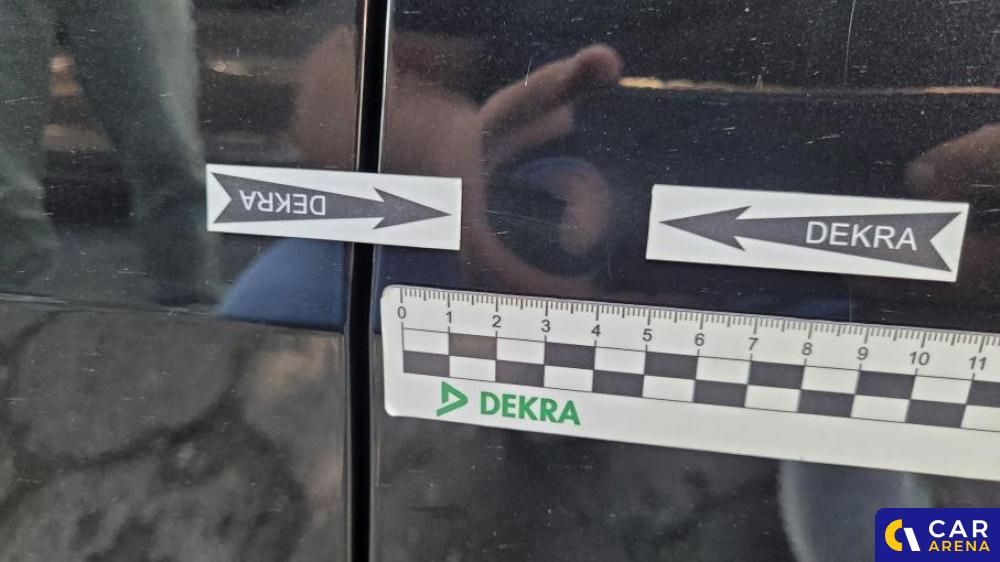 DEKRA
DEKRA
0 1 2 3 4 5 6 7 8 9 10 11
DEKRA
CAR
ARENA